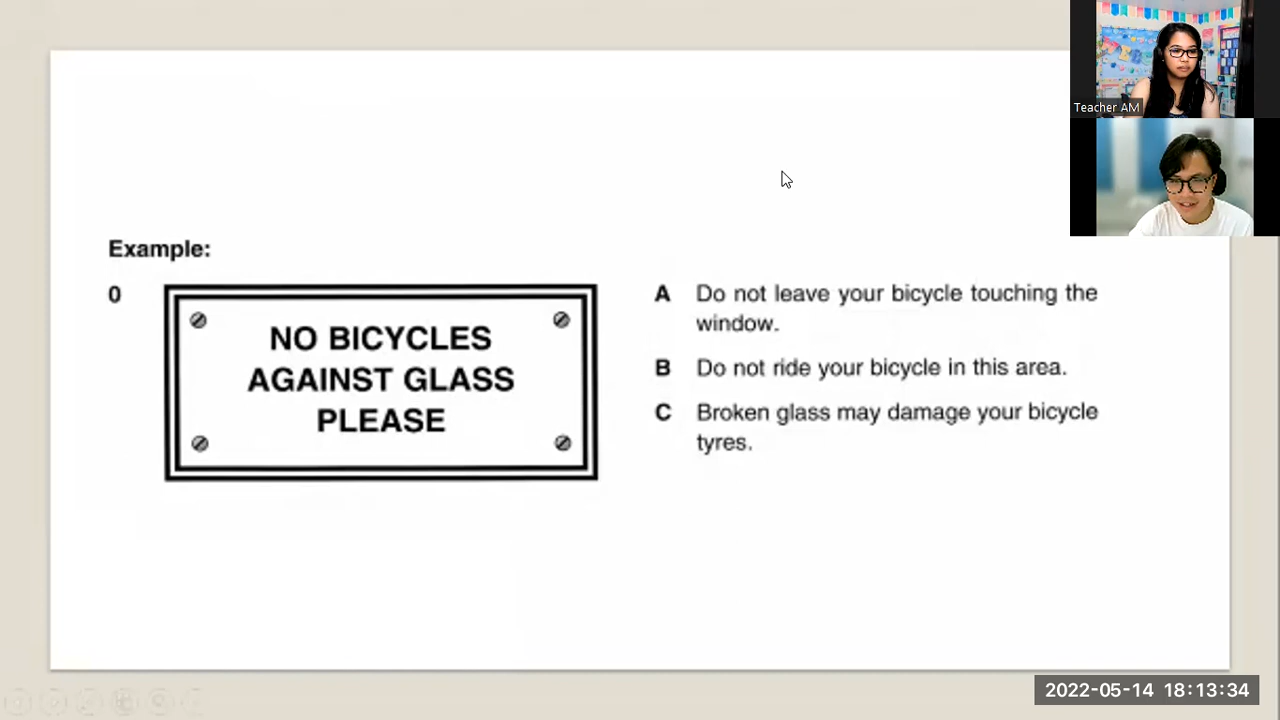 Teacher AM
Example:
0
NO BICYCLES
AGAINST GLASS
PLEASE
A Do not leave your bicycle touching the
window.
B Do not ride your bicycle in this area.
C Broken glass may damage your bicycle
tyres.
2022-05-14 18:13:34